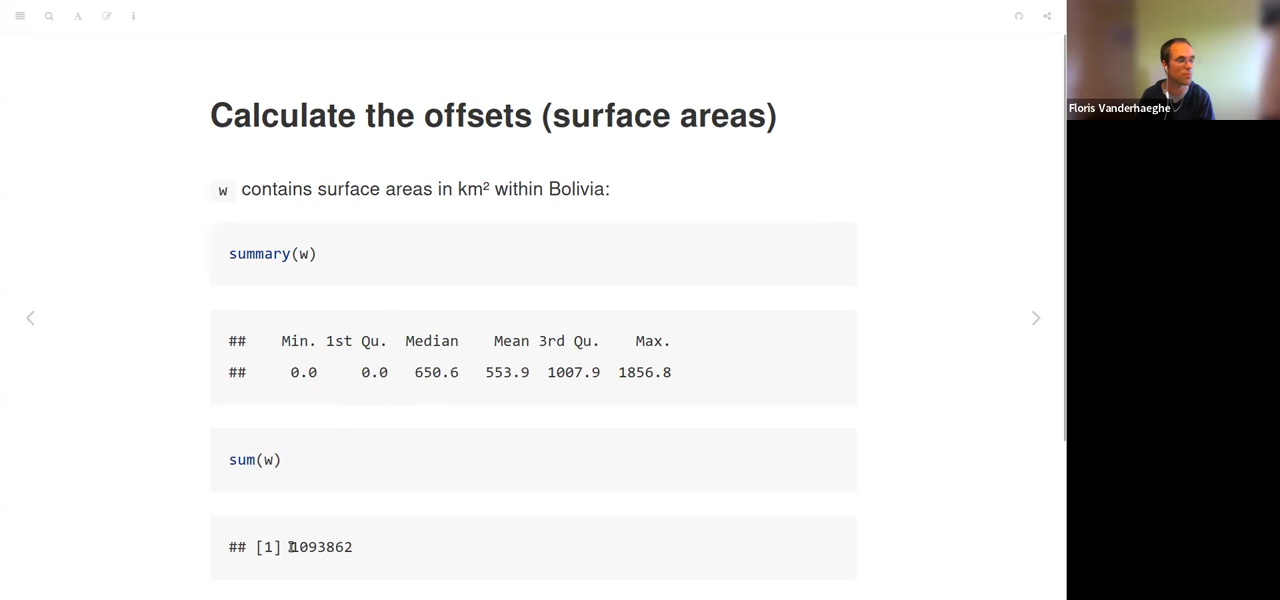 Calculate the offsets (surface areas)
w contains surface areas in km² within Bolivia:
summary(w)
## Min. 1st Qu. Median Mean 3rd Qu. Max.
## 0.0 0.0 650.6 553.9 1007.9 1856.8
sum(w)
## [1] 1093862
Floris Vanderhaeghe